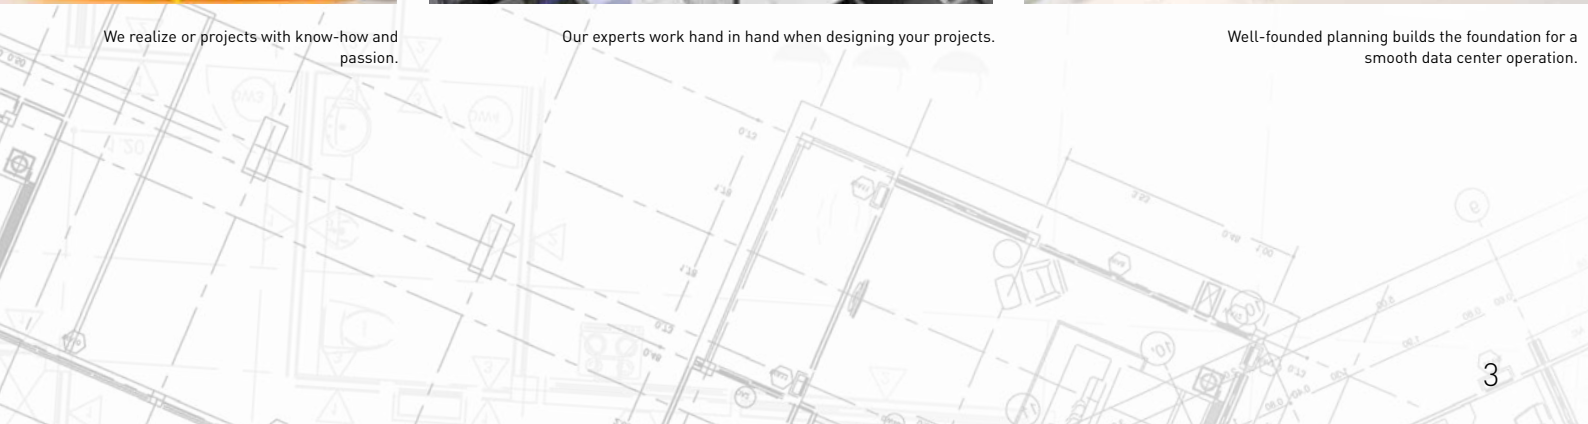 We realize or projects with know-how and
passion.
Our experts work hand in hand when designing your projects.
Well-founded planning builds the foundation for a
smooth data center operation.
3